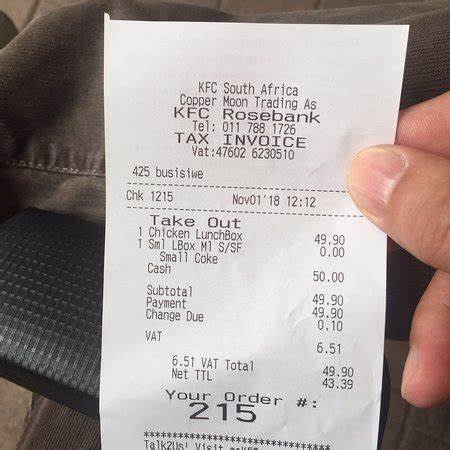 KFC South Africa
Copper Moon Trading As
KFC Rosebank
Tel: 011 788 1726
TAX INVOICE
Vat:47602 6230510
425 busisiwe
Chk 1215 Nov01'18 12:12
Take Out
1 Chicken LunchBox 49.90
1 Sml LBox Ml S/SF 0.00
Small Coke
Cash 50.00
Subtotal 49.90
Payment 49.90
Change Due 0.10
VAT 6.51
6.51 VAT Total 49.90
Net TTL 43.39
Your Order #:
215
Talk2Us' Visit